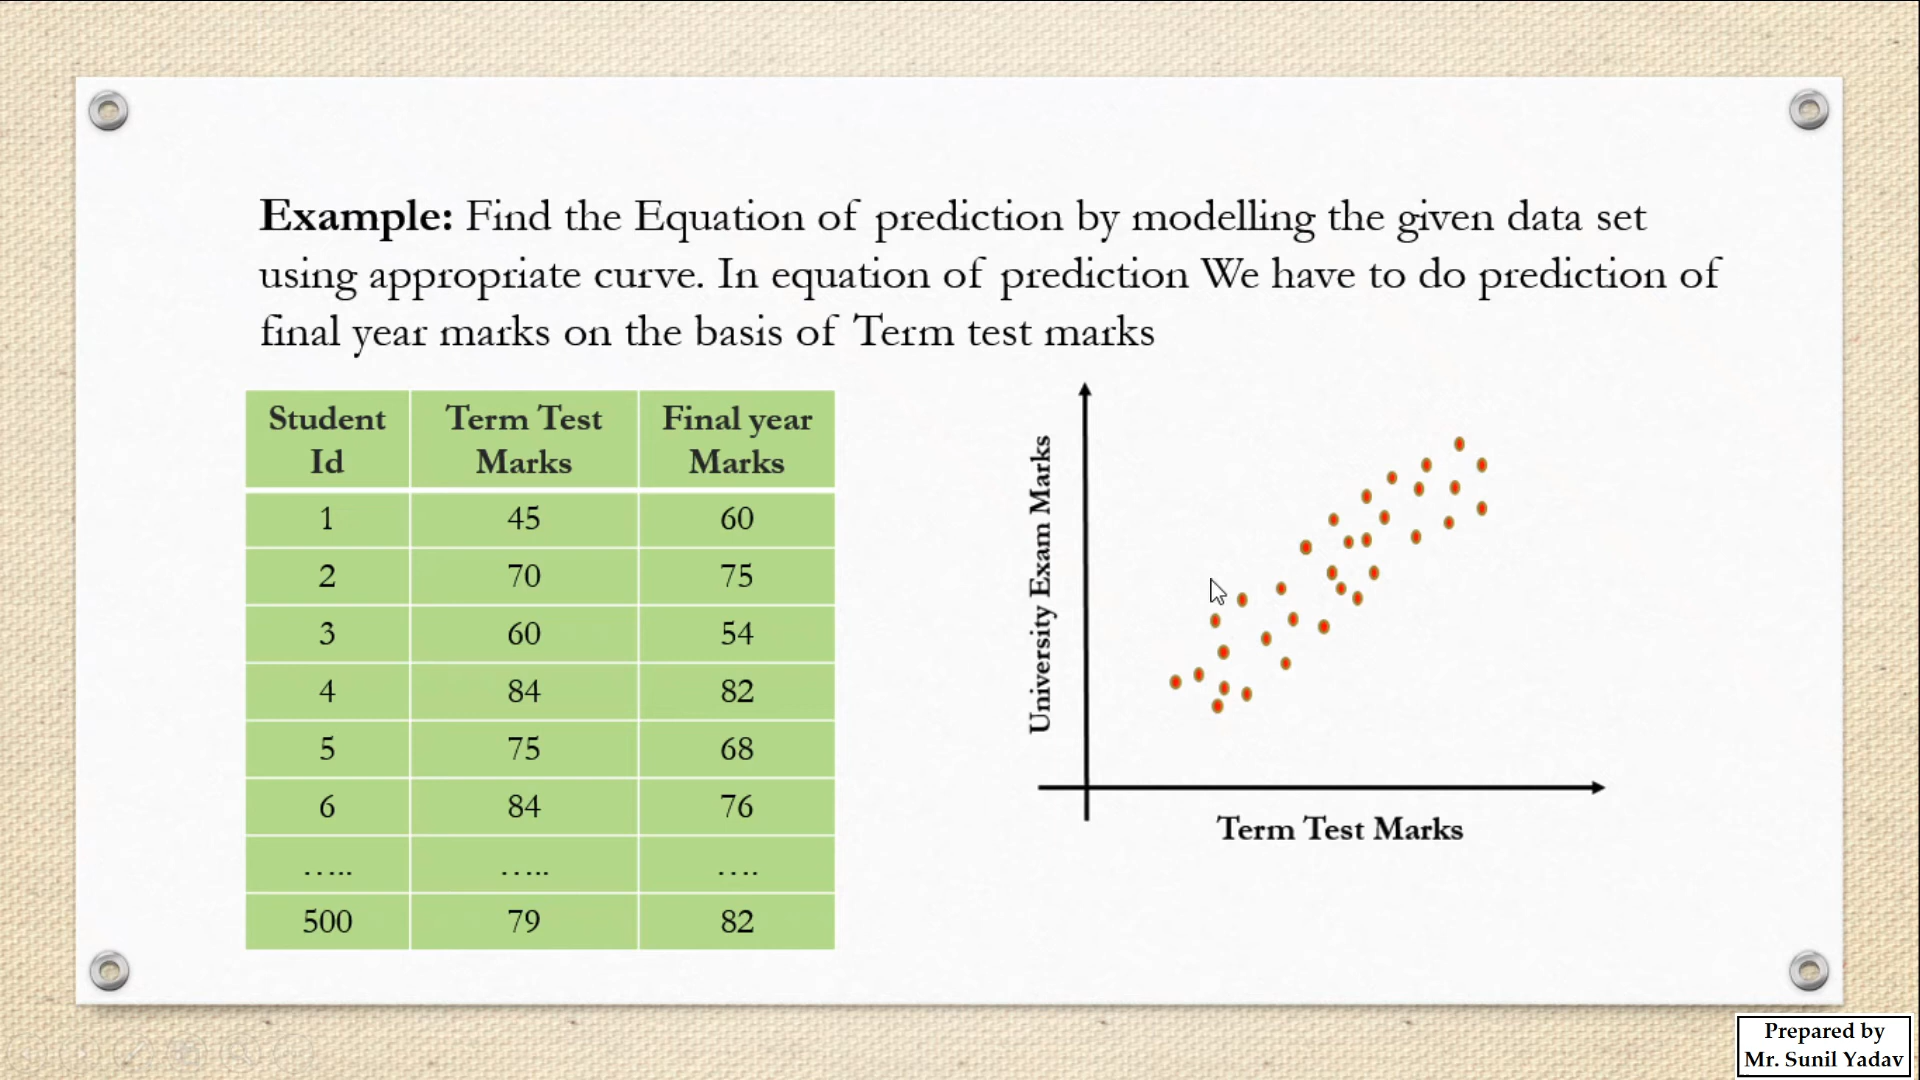 Example: Find the Equation of prediction by modelling the given data set
using appropriate curve. In equation of prediction We have to do prediction of
final year marks on the basis of Term test marks
Student Id Term Test Marks Final year Marks
1 45 60
2 70 75
3 60 54
4 84 82
5 75 68
6 84 76
….. ….. ….
500 79 82
University Exam Marks
Term Test Marks
Prepared by
Mr. Sunil Yadav